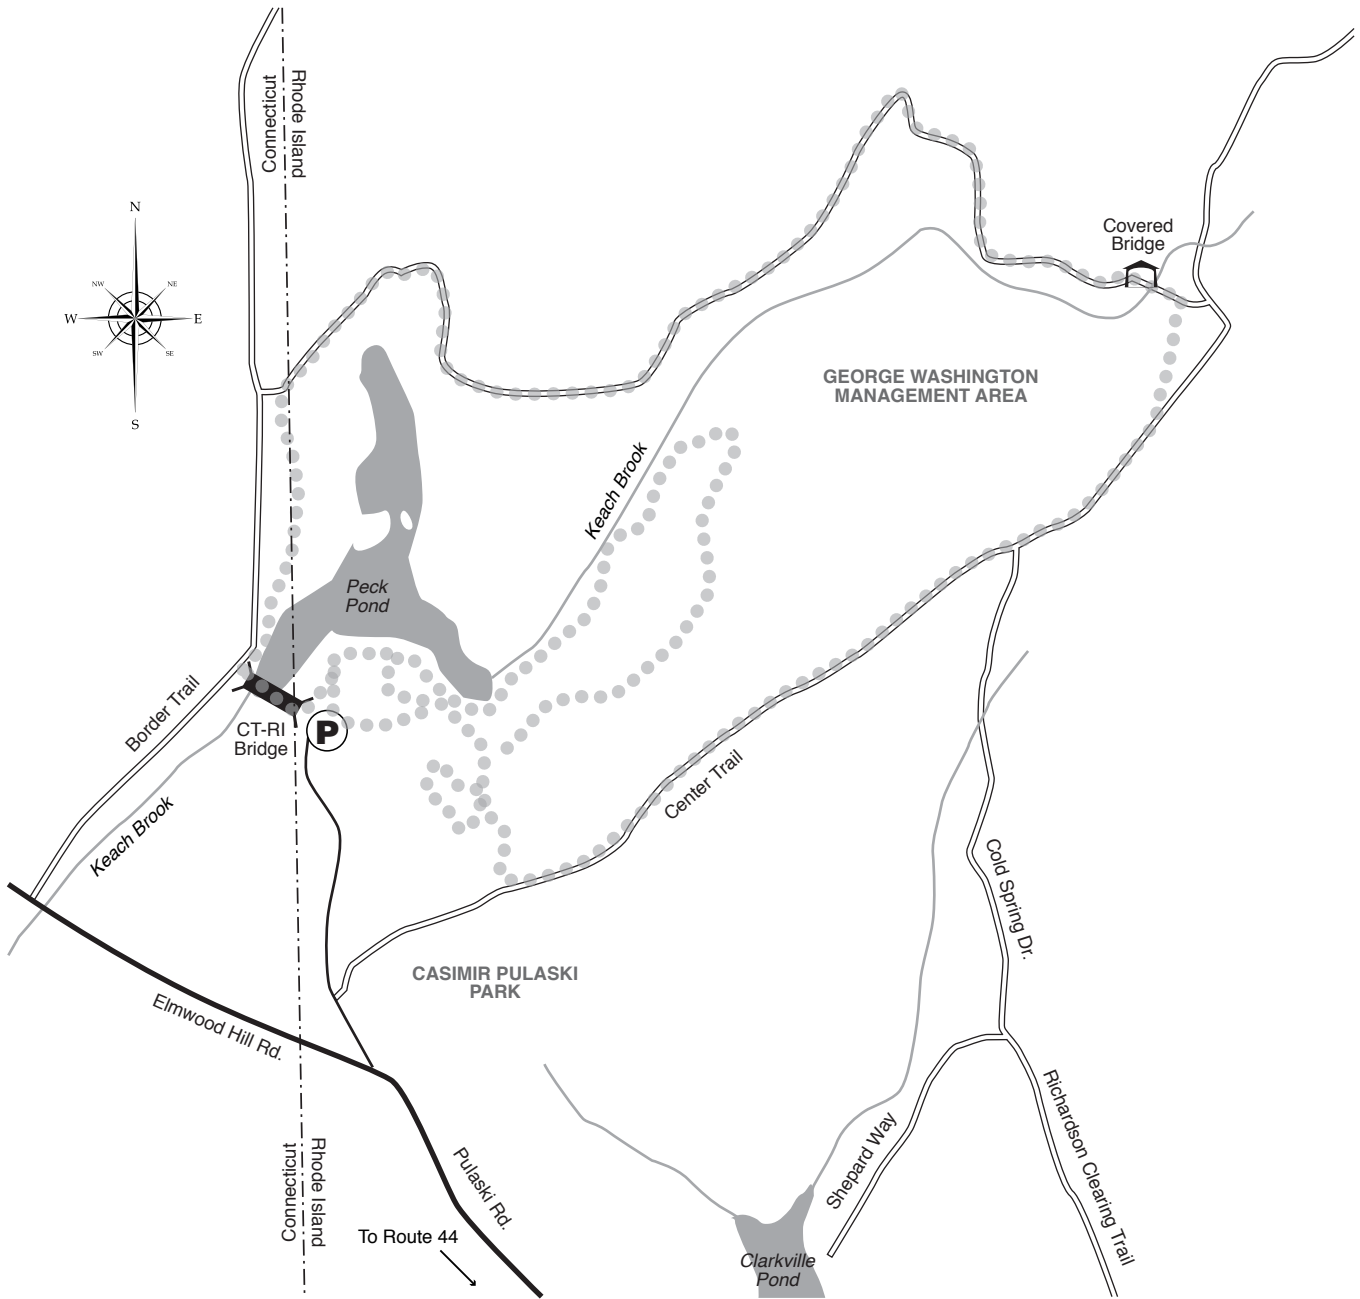 Connecticut
Rhode Island
N
NW
NE
W
E
SW
SE
S
Covered
Bridge
GEORGE WASHINGTON
MANAGEMENT AREA
Keach Brook
Peck
Pond
Border Trail
CT-RI
Bridge
P
Center Trail
Keach Brook
Cold Spring Dr.
CASIMIR PULASKI
PARK
Elmwood Hill Rd.
Connecticut
Rhode Island
Pulaski Rd.
To Route 44
Shepard Way
Richardson Clearing Trail
Clarkville
Pond